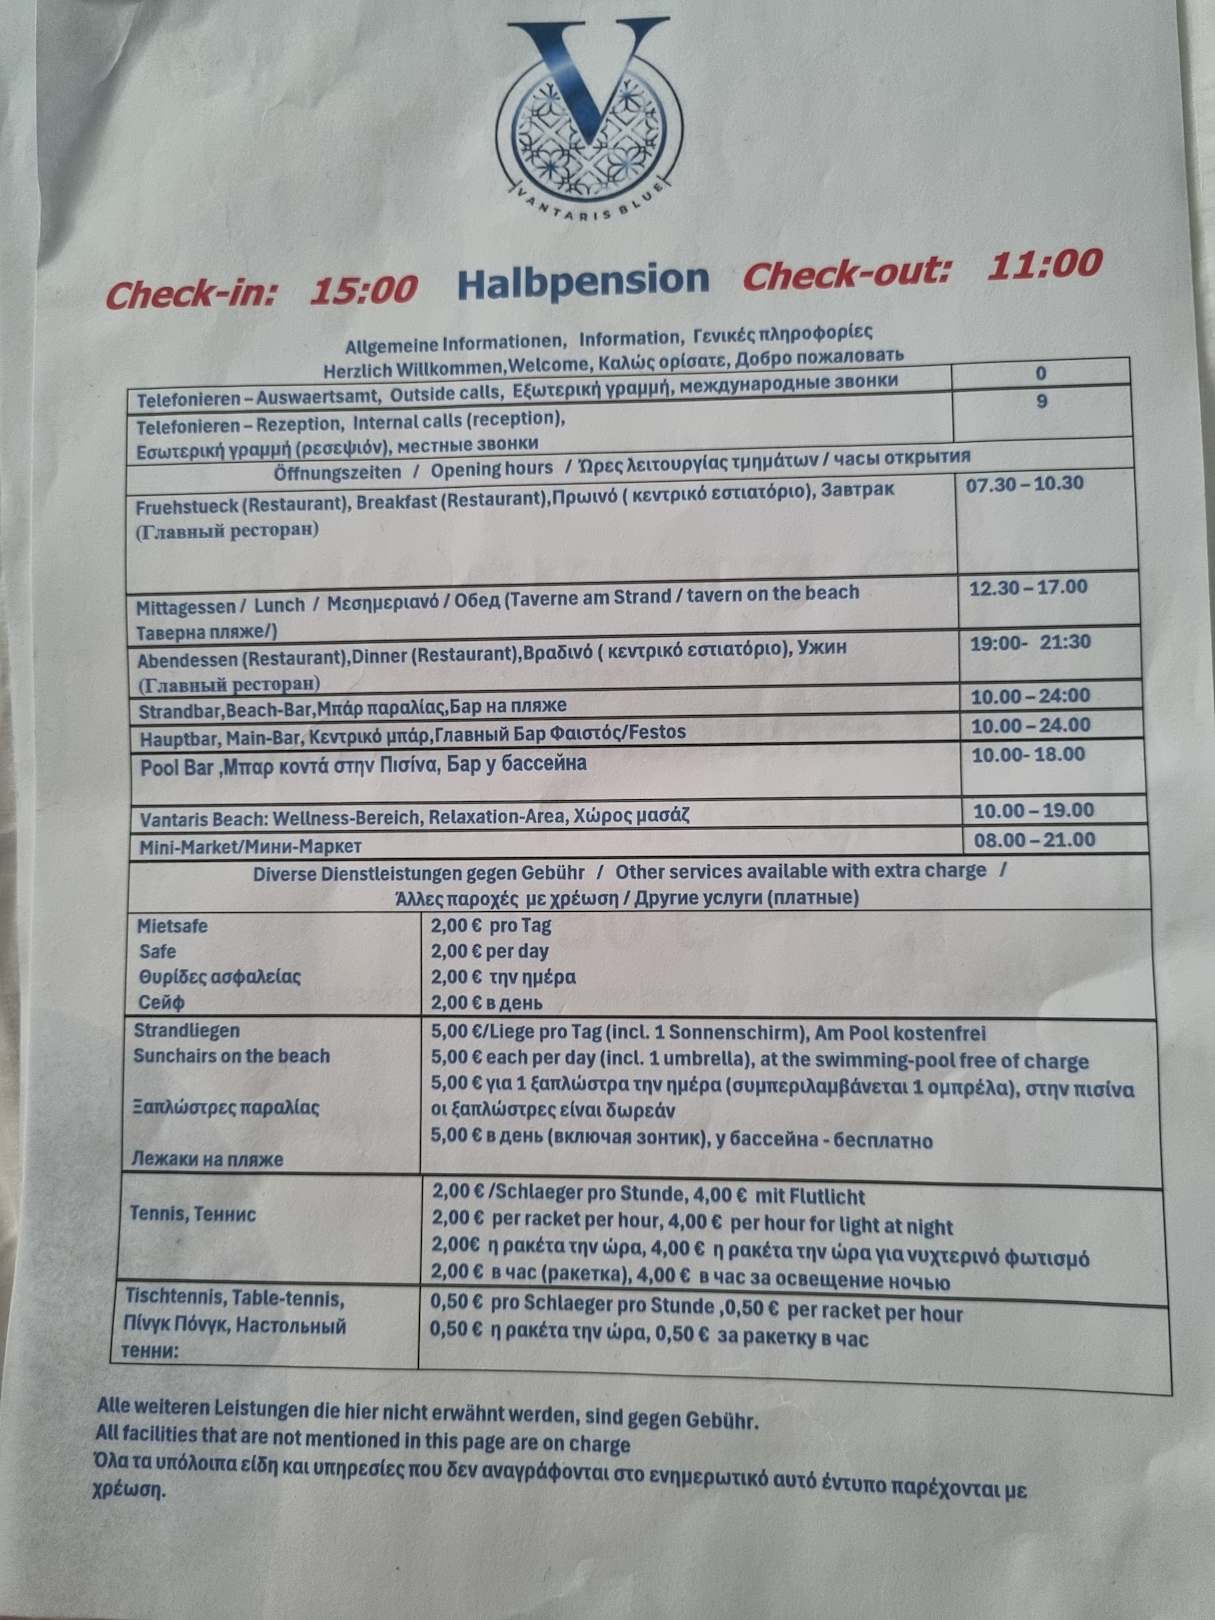 VANTARIS BLUE
Check-in: 15:00 Halbpension Check-out: 11:00
Allgemeine Informationen, Information, Γενικές πληροφορίες
Herzlich Willkommen,Welcome, Καλώς ορίσατε, Добро пожаловать
Telefonieren – Auswaertsamt, Outside calls, Εξωτερική γραμμή, международные звонки 0
Telefonieren – Rezeption, Internal calls (reception), 9
Εσωτερική γραμμή (ρεσεψιόν), местные звонки
Öffnungszeiten / Opening hours / Ώρες λειτουργίας τμημάτων / часы открытия
Fruehstueck (Restaurant), Breakfast (Restaurant),Πρωινό ( κεντρικό εστιατόριο), Завтрак 07.30 – 10.30
(Главный ресторан)
Mittagessen / Lunch / Μεσημεριανό / Обед (Taverne am Strand / tavern on the beach 12.30 – 17.00
Таверна пляже/)
Abendessen (Restaurant),Dinner (Restaurant),Βραδινό ( κεντρικό εστιατόριο), Ужин 19:00- 21:30
(Главный ресторан)
Strandbar,Beach-Bar,Μπάρ παραλίας,Бар на пляже 10.00 – 24:00
Hauptbar, Main-Bar, Κεντρικό μπάρ,Главный Бар Φαιστός/Festos 10.00 – 24.00
Pool Bar ,Μπαρ κοντά στην Πισίνα, Бар у бассейна 10.00- 18.00
Vantaris Beach: Wellness-Bereich, Relaxation-Area, Χώρος μασάζ 10.00 – 19.00
Mini-Market/Мини-Маркет 08.00 – 21.00
Diverse Dienstleistungen gegen Gebühr / Other services available with extra charge /
Άλλες παροχές με χρέωση / Другие услуги (платные)
Mietsafe 2,00 € pro Tag
Safe 2,00 € per day
Θυρίδες ασφαλείας 2,00 € την ημέρα
Сейф 2,00 € в день
Strandliegen 5,00 €/Liege pro Tag (incl. 1 Sonnenschirm), Am Pool kostenfrei
Sunchairs on the beach 5,00 € each per day (incl. 1 umbrella), at the swimming-pool free of charge
5,00 € για 1 ξαπλώστρα την ημέρα (συμπεριλαμβάνεται 1 ομπρέλα), στην πισίνα
Ξαπλώστρες παραλίας οι ξαπλώστρες είναι δωρεάν
5,00 € в день (включая зонтик), у бассейна - бесплатно
Лежаки на пляже
2,00 € /Schlaeger pro Stunde, 4,00 € mit Flutlicht
Tennis, Теннис 2,00 € per racket per hour, 4,00 € per hour for light at night
2,00€ η ρακέτα την ώρα, 4,00 € η ρακέτα την ώρα για νυχτερινό φωτισμό
2,00 € в час (ракетка), 4,00 € в час за освещение ночью
Tischtennis, Table-tennis, 0,50 € pro Schlaeger pro Stunde ,0,50 € per racket per hour
Πίνγκ Πόνγκ, Настольный 0,50 € η ρακέτα την ώρα, 0,50 € за ракетку в час
тенни:
Alle weiteren Leistungen die hier nicht erwähnt werden, sind gegen Gebühr.
All facilities that are not mentioned in this page are on charge
Όλα τα υπόλοιπα είδη και υπηρεσίες που δεν αναγράφονται στο ενημερωτικό αυτό έντυπο παρέχονται με
χρέωση.